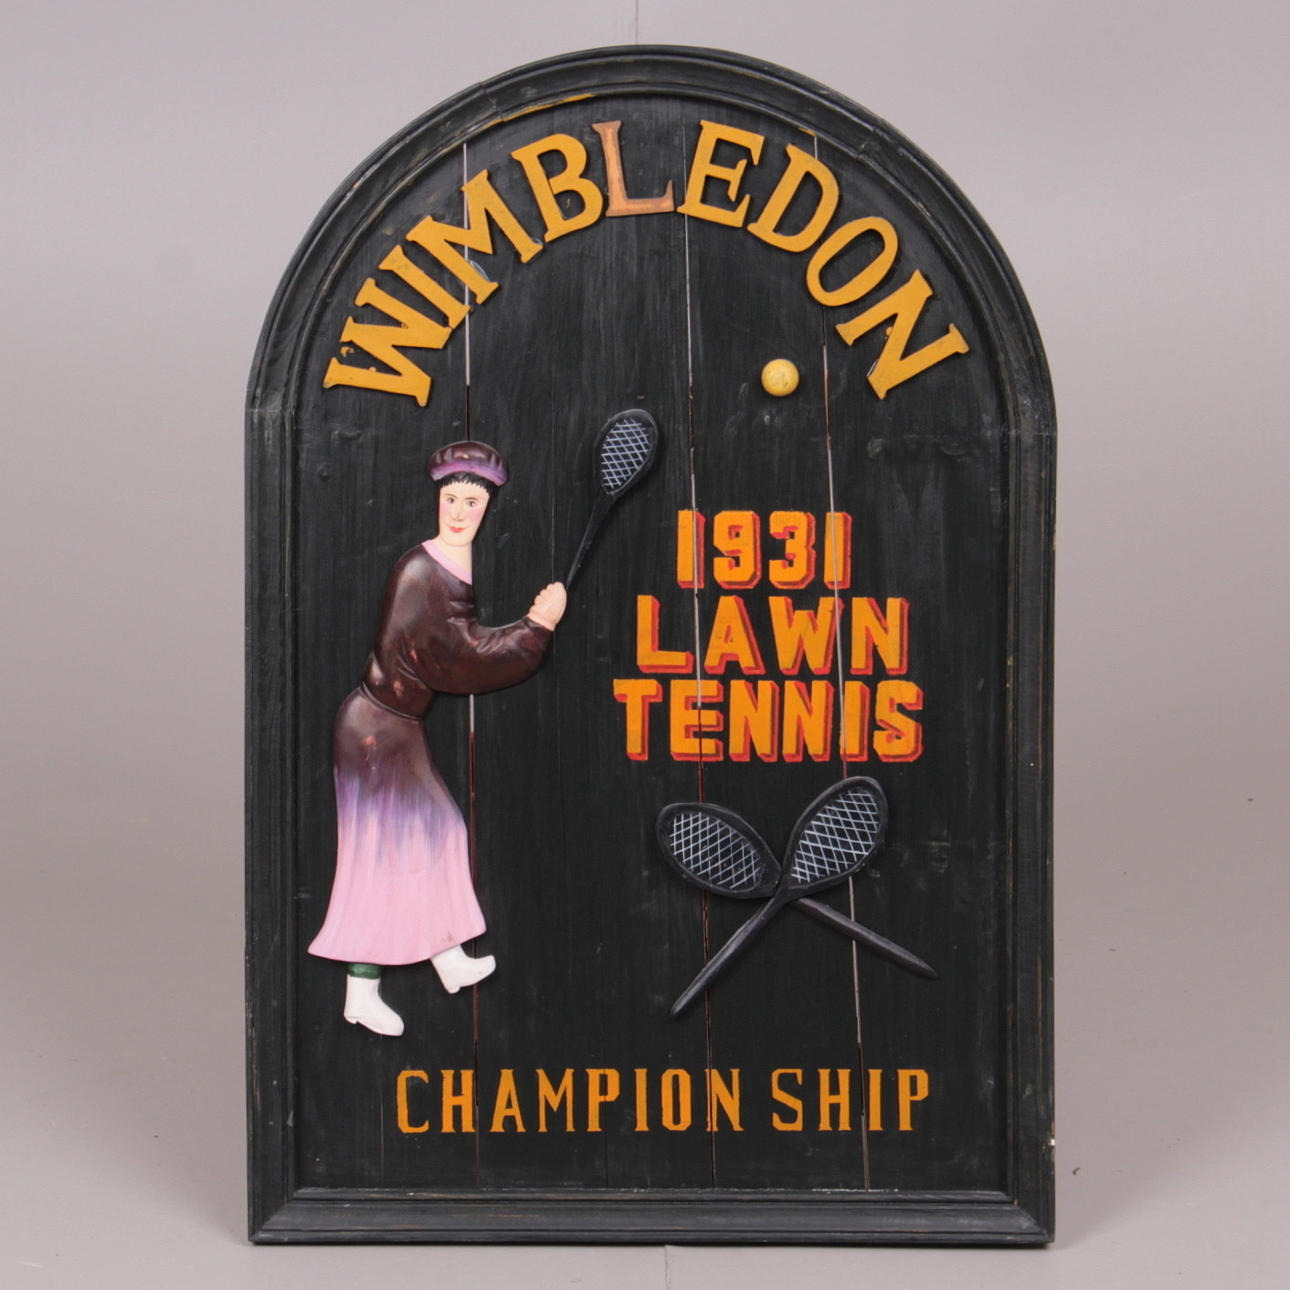 WIMBLEDON
1931
LAWN
TENNIS
CHAMPION SHIP